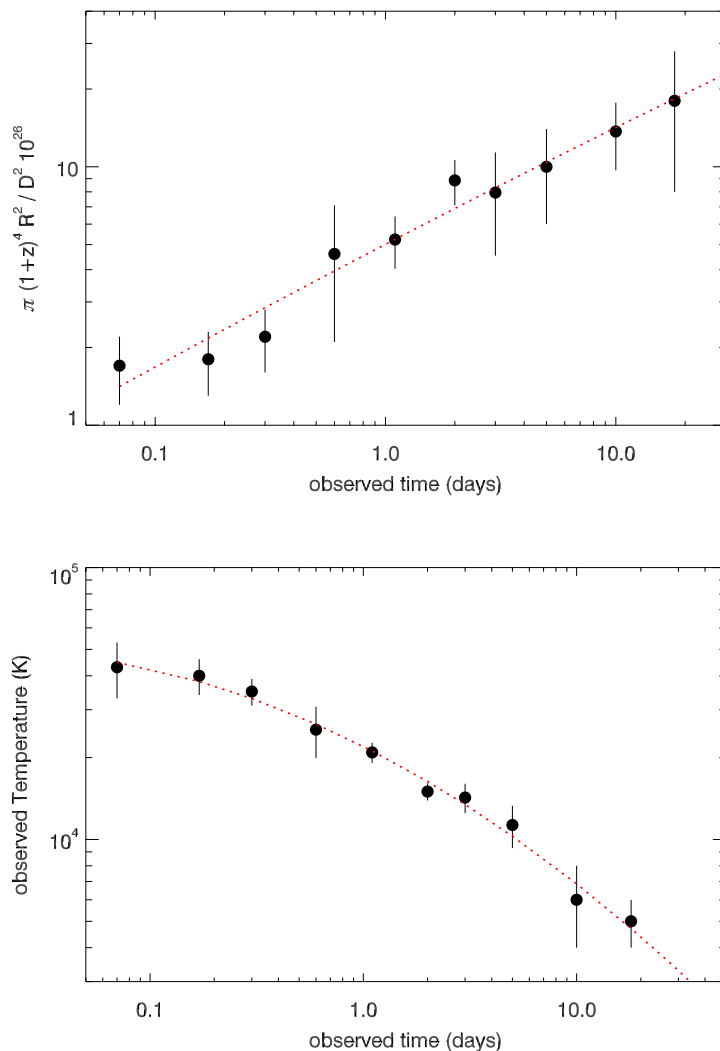 10
1
π (1+z)⁴ R² / D² 10²⁶
0.1 1.0 10.0
observed time (days)
10⁵
10⁴
observed Temperature (K)
0.1 1.0 10.0
observed time (days)